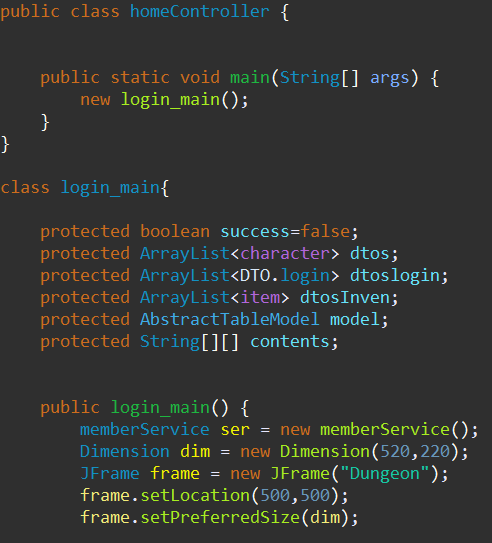 public class homeController {
public static void main(String[] args) {
new login_main();
}
}
class login_main{
protected boolean success=false;
protected ArrayList<character> dtos;
protected ArrayList<DTO.login> dtoslogin;
protected ArrayList<item> dtosInven;
protected AbstractTableModel model;
protected String[][] contents;
public login_main() {
memberService ser = new memberService();
Dimension dim = new Dimension(520,220);
JFrame frame = new JFrame("Dungeon");
frame.setLocation(500,500);
frame.setPreferredSize(dim);